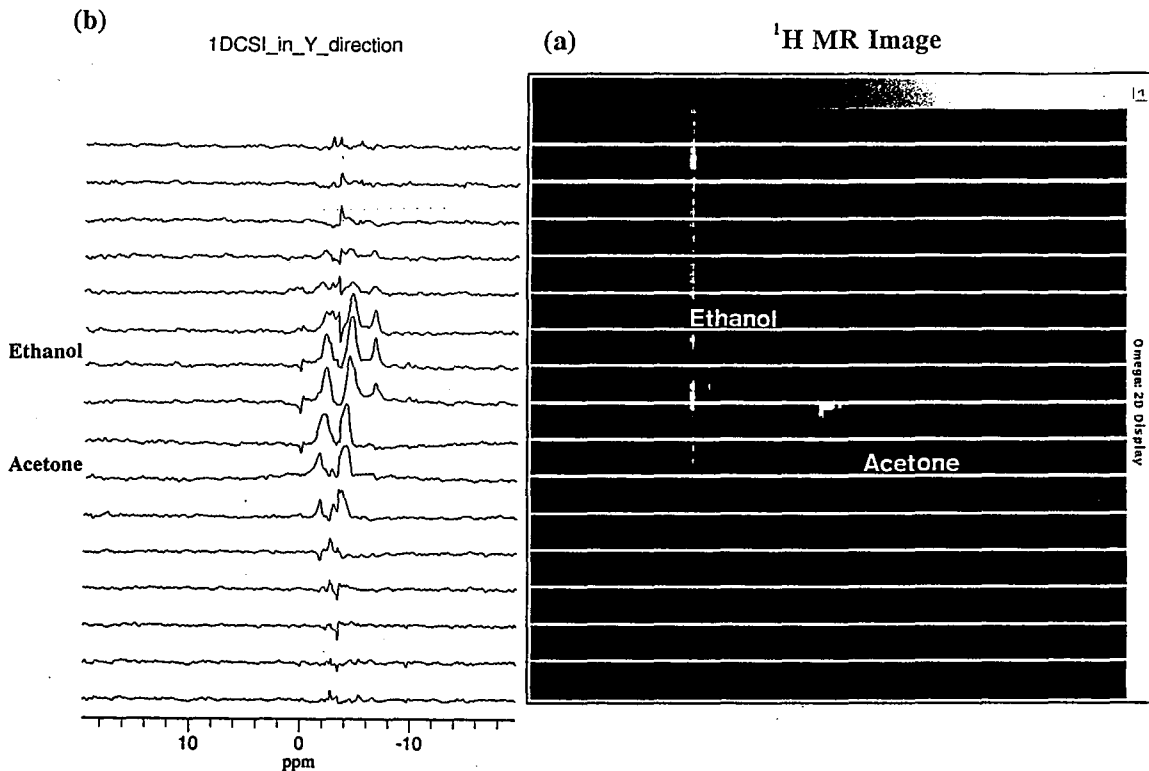 (b)
1DCSI_in_Y_direction
(a)
¹H MR Image
Ethanol
Acetone
10
0
-10
ppm
Ethanol
Acetone
Omega: 2D Display